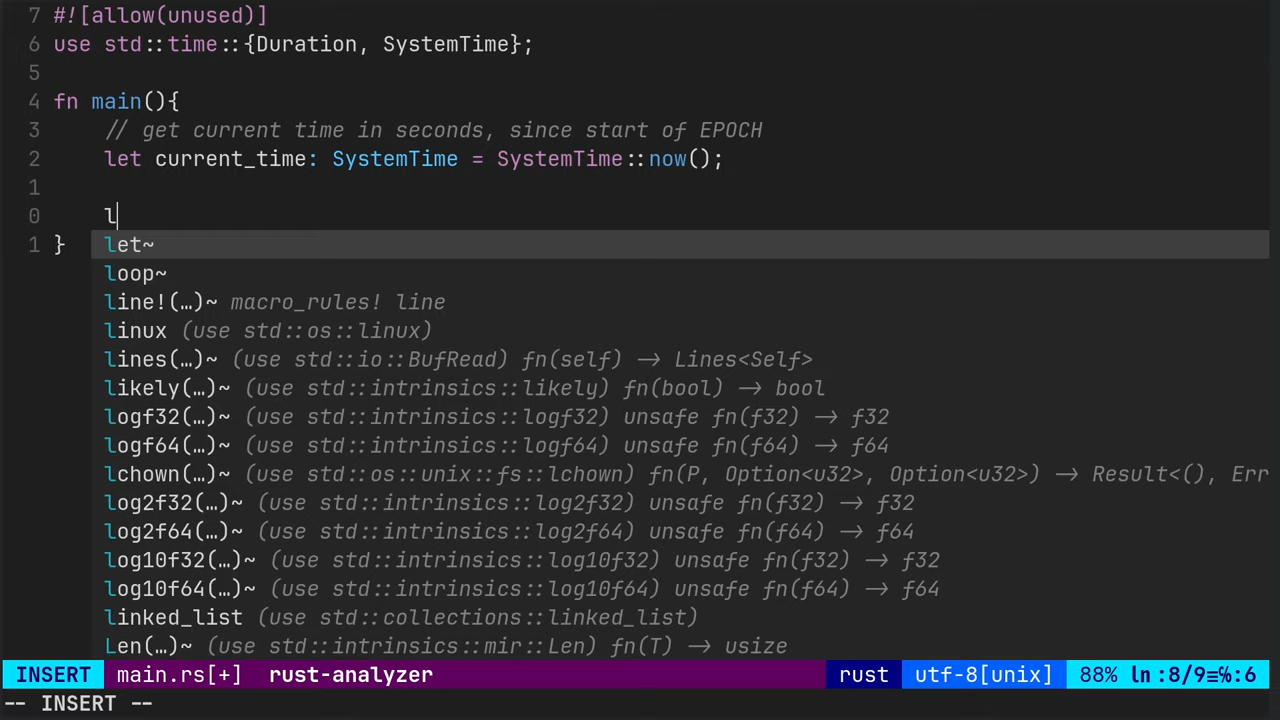 7 #![allow(unused)]
6 use std::time::{Duration, SystemTime};
5
4 fn main(){
3 // get current time in seconds, since start of EPOCH
2 let current_time: SystemTime = SystemTime::now();
1
0 l
1 } let~
loop~
line!(…)~ macro_rules! line
linux (use std::os::linux)
lines(…)~ (use std::io::BufRead) fn(self) -> Lines<Self>
likely(…)~ (use std::intrinsics::likely) fn(bool) -> bool
logf32(…)~ (use std::intrinsics::logf32) unsafe fn(f32) -> f32
logf64(…)~ (use std::intrinsics::logf64) unsafe fn(f64) -> f64
lchown(…)~ (use std::os::unix::fs::lchown) fn(P, Option<u32>, Option<u32>) -> Result<(), Err
log2f32(…)~ (use std::intrinsics::log2f32) unsafe fn(f32) -> f32
log2f64(…)~ (use std::intrinsics::log2f64) unsafe fn(f64) -> f64
log10f32(…)~ (use std::intrinsics::log10f32) unsafe fn(f32) -> f32
log10f64(…)~ (use std::intrinsics::log10f64) unsafe fn(f64) -> f64
linked_list (use std::collections::linked_list)
Len(…)~ (use std::intrinsics::mir::Len) fn(T) -> usize
INSERT main.rs[+] rust-analyzer rust utf-8[unix] 88% ln:8/9≡℅:6
-- INSERT --